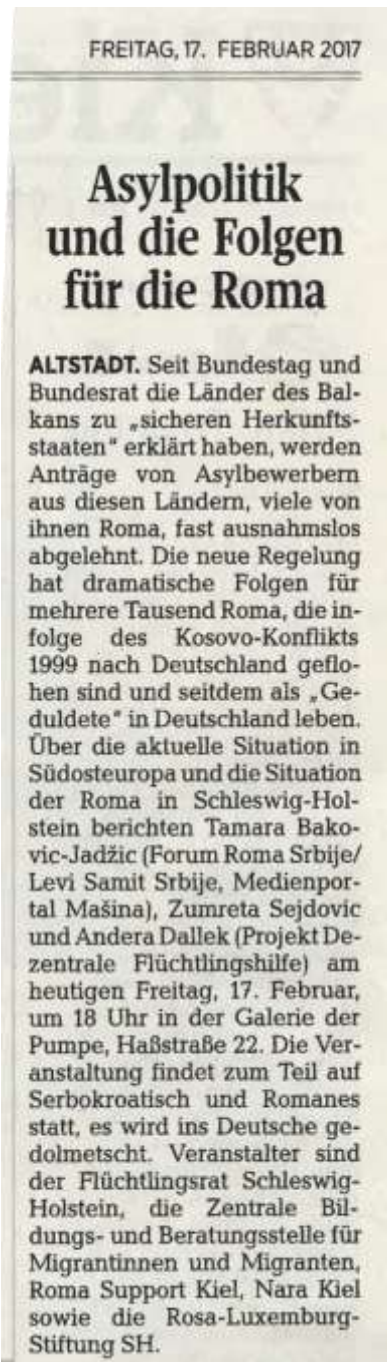 FREITAG, 17. FEBRUAR 2017
Asylpolitik
und die Folgen
für die Roma
ALTSTADT. Seit Bundestag und
Bundesrat die Länder des Bal-
kans zu „sicheren Herkunfts-
staaten“ erklärt haben, werden
Anträge von Asylbewerbern
aus diesen Ländern, viele von
ihnen Roma, fast ausnahmslos
abgelehnt. Die neue Regelung
hat dramatische Folgen für
mehrere Tausend Roma, die in-
folge des Kosovo-Konflikts
1999 nach Deutschland geflo-
hen sind und seitdem als „Ge-
duldete“ in Deutschland leben.
Über die aktuelle Situation in
Südosteuropa und die Situation
der Roma in Schleswig-Hol-
stein berichten Tamara Bako-
vic-Jadžic (Forum Roma Srbije/
Levi Samit Srbije, Medienpor-
tal Mašina), Zumreta Sejdovic
und Andera Dallek (Projekt De-
zentrale Flüchtlingshilfe) am
heutigen Freitag, 17. Februar,
um 18 Uhr in der Galerie der
Pumpe, Haßstraße 22. Die Ver-
anstaltung findet zum Teil auf
Serbokroatisch und Romanes
statt, es wird ins Deutsche ge-
dolmetscht. Veranstalter sind
der Flüchtlingsrat Schleswig-
Holstein, die Zentrale Bil-
dungs- und Beratungsstelle für
Migrantinnen und Migranten,
Roma Support Kiel, Nara Kiel
sowie die Rosa-Luxemburg-
Stiftung SH.